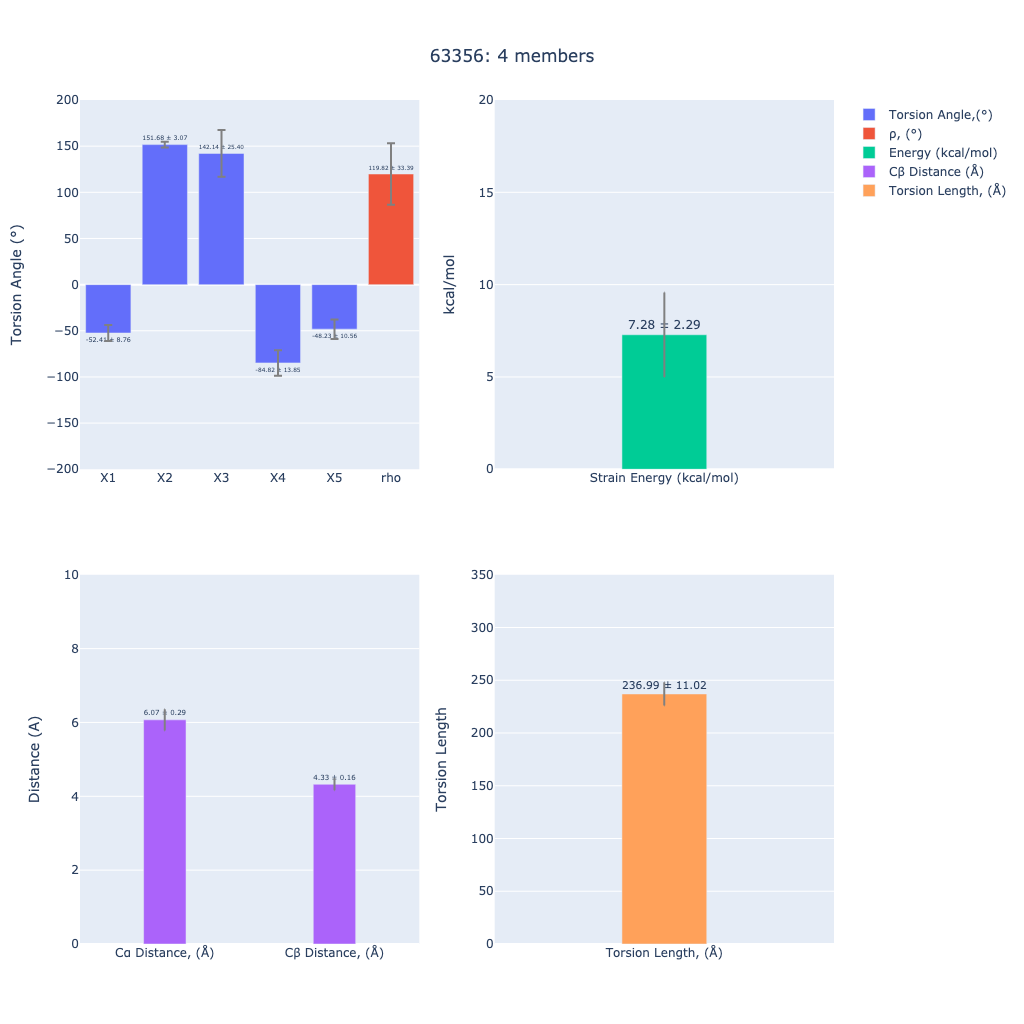 63356: 4 members
Torsion Angle (°)
200
150
100
50
0
−50
−100
−150
−200
151.68 ± 3.07
142.14 ± 25.40
119.82 ± 33.39
-52.41 ± 8.76
-84.82 ± 13.85
-48.23 ± 10.56
X1 X2 X3 X4 X5 rho
kcal/mol
20
15
10
5
0
7.28 ± 2.29
Strain Energy (kcal/mol)
Torsion Angle,(°)
ρ, (°)
Energy (kcal/mol)
Cβ Distance (Å)
Torsion Length, (Å)
Distance (A)
10
8
6
4
2
0
6.07 ± 0.29
4.33 ± 0.16
Cα Distance, (Å) Cβ Distance, (Å)
Torsion Length
350
300
250
200
150
100
50
0
236.99 ± 11.02
Torsion Length, (Å)